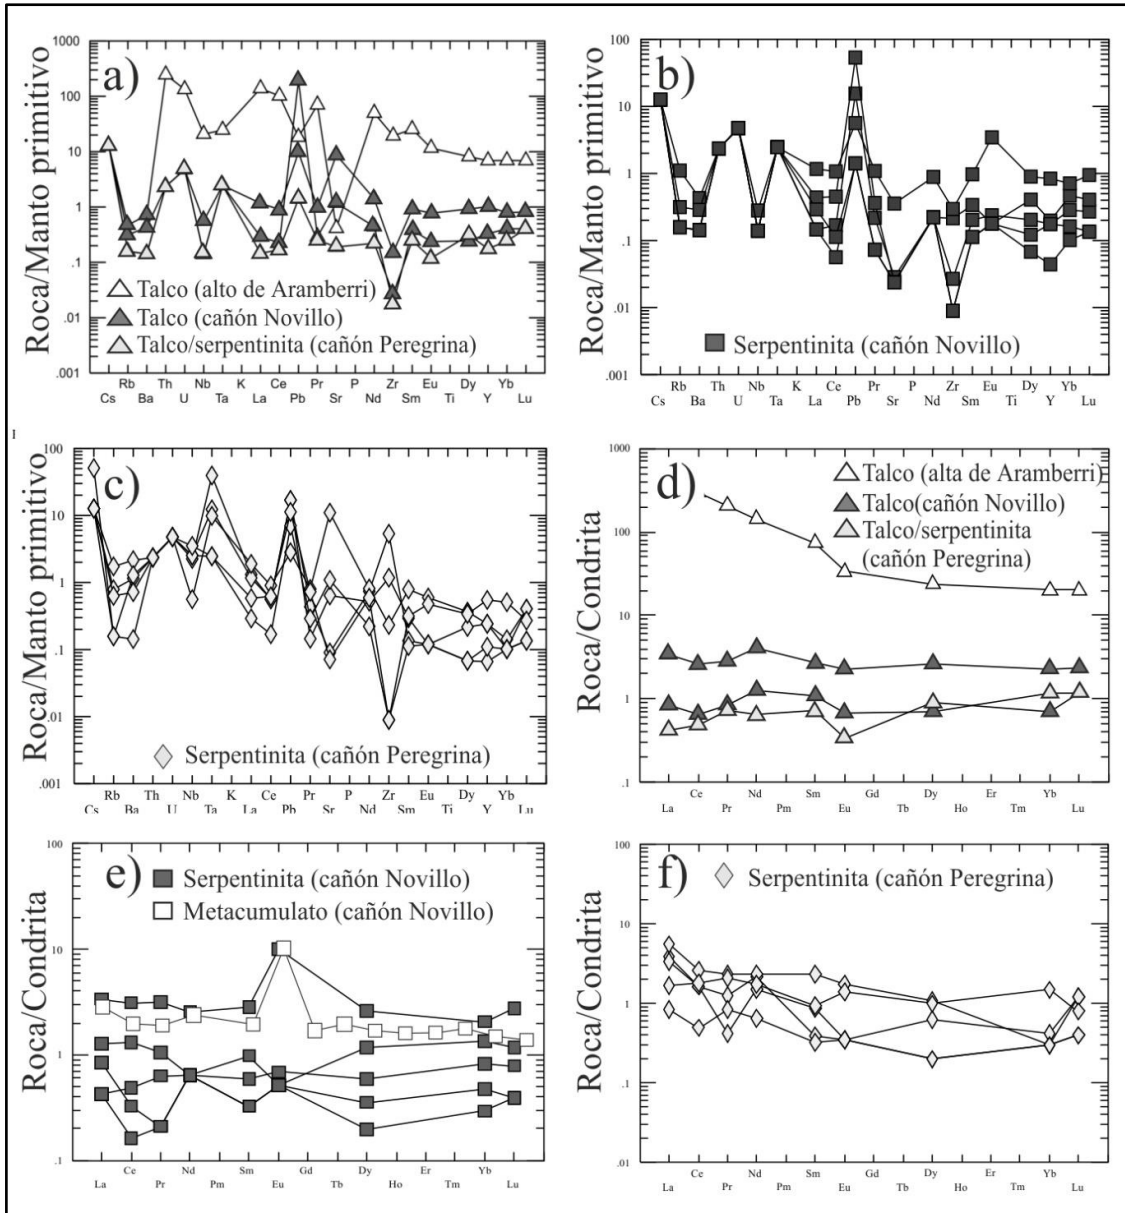 a)
Roca/Manto primitivo
1000
100
10
1
.1
.01
.001
Talco (alto de Aramberri)
Talco (cañón Novillo)
Talco/serpentinita (cañón Peregrina)
Rb Th Nb K Ce Pr P Zr Eu Dy Yb
Cs Ba U Ta La Pb Sr Nd Sm Ti Y Lu
b)
Roca/Manto primitivo
100
10
1
0.1
.01
.001
Serpentinita (cañón Novillo)
Rb Th Nb K Ce Pr P Zr Eu Dy Yb
Cs Ba U Ta La Pb Sr Nd Sm Ti Y Lu
I
c)
Roca/Manto primitivo
100
10
1
0.1
.01
.001
Serpentinita (cañón Peregrina)
Rb Th Nb K Ce Pr P Zr Eu Dy Yb
Cs Ba U Ta La Pb Sr Nd Sm Ti Y Lu
d)
Roca/Condrita
1000
100
10
1
.1
Talco (alta de Aramberri)
Talco(cañón Novillo)
Talco/serpentinita
(cañón Peregrina)
Ce Nd Sm Gd Dy Er Yb
La Pr Pm Eu Tb Ho Tm Lu
e)
Roca/Condrita
100
10
1
.1
Serpentinita (cañón Novillo)
Metacumulato (cañón Novillo)
Ce Nd Sm Gd Dy Er Yb
La Pr Pm Eu Tb Ho Tm Lu
f)
Roca/Condrita
100
10
1
.1
.01
Serpentinita (cañón Peregrina)
Ce Nd Sm Gd Dy Er Yb
La Pr Pm Eu Tb Ho Tm Lu